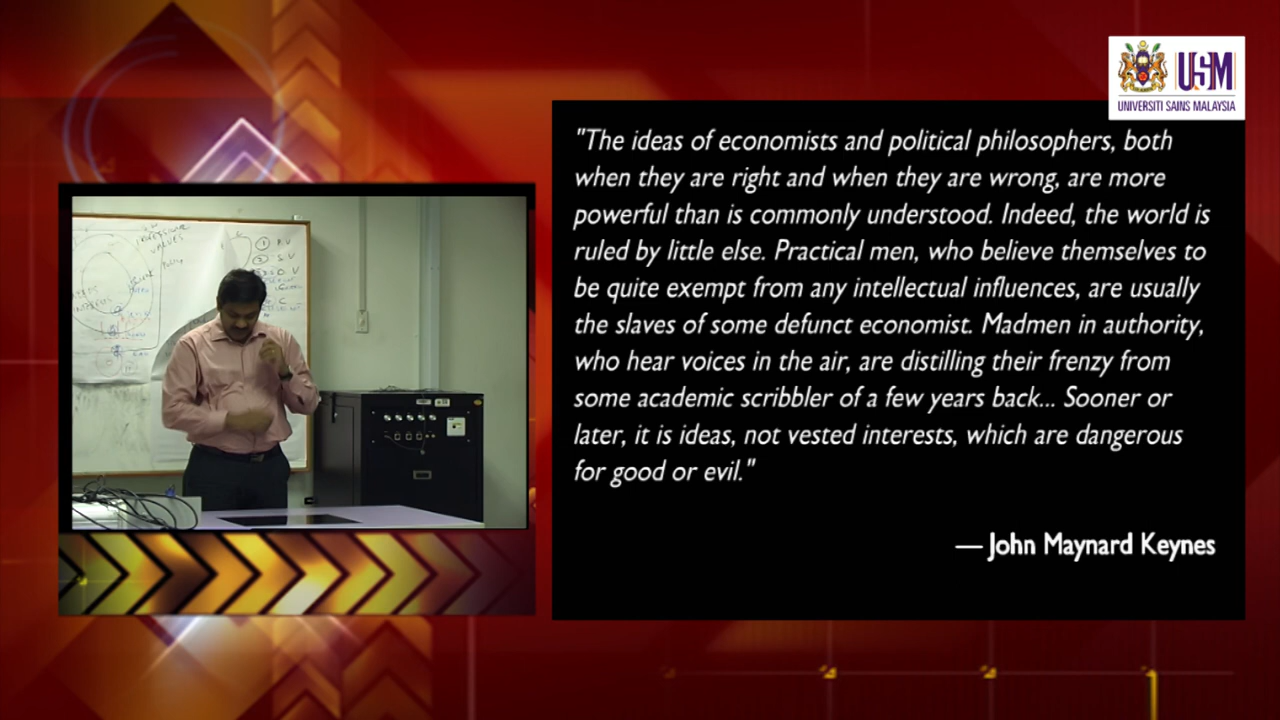 USM
UNIVERSITI SAINS MALAYSIA
"The ideas of economists and political philosophers, both
when they are right and when they are wrong, are more
powerful than is commonly understood. Indeed, the world is
ruled by little else. Practical men, who believe themselves to
be quite exempt from any intellectual influences, are usually
the slaves of some defunct economist. Madmen in authority,
who hear voices in the air, are distilling their frenzy from
some academic scribbler of a few years back... Sooner or
later, it is ideas, not vested interests, which are dangerous
for good or evil."
— John Maynard Keynes
VALUES